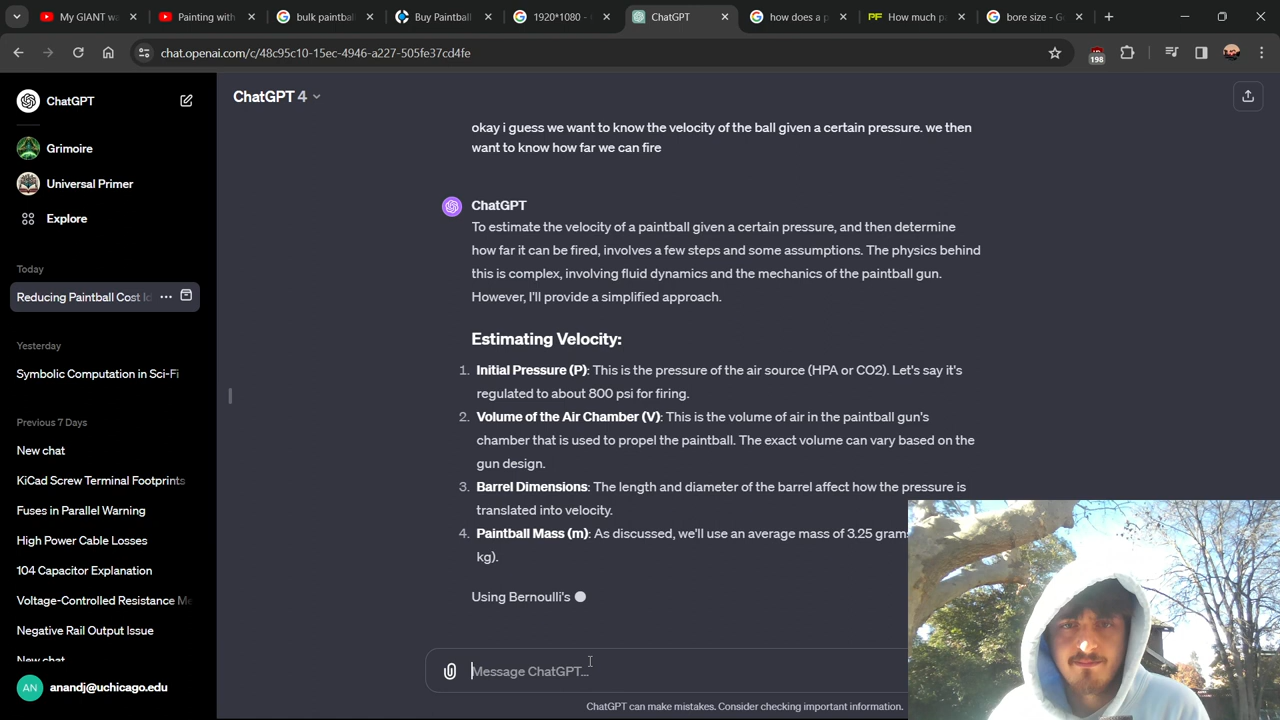 My GIANT w
Painting with
bulk paintbal
Buy Paintball
1920*1080 -
ChatGPT
how does a p
How much p
bore size - G
chat.openai.com/c/48c95c10-15ec-4946-a227-505fe37cd4fe
198
ChatGPT
Grimoire
Universal Primer
Explore
Today
Reducing Paintball Cost Id
Yesterday
Symbolic Computation in Sci-Fi
Previous 7 Days
New chat
KiCad Screw Terminal Footprints
Fuses in Parallel Warning
High Power Cable Losses
104 Capacitor Explanation
Voltage-Controlled Resistance Me
Negative Rail Output Issue
New chat
AN
anandj@uchicago.edu
ChatGPT 4
okay i guess we want to know the velocity of the ball given a certain pressure. we then
want to know how far we can fire
ChatGPT
To estimate the velocity of a paintball given a certain pressure, and then determine
how far it can be fired, involves a few steps and some assumptions. The physics behind
this is complex, involving fluid dynamics and the mechanics of the paintball gun.
However, I'll provide a simplified approach.
Estimating Velocity:
1. Initial Pressure (P): This is the pressure of the air source (HPA or CO2). Let's say it's
regulated to about 800 psi for firing.
2. Volume of the Air Chamber (V): This is the volume of air in the paintball gun's
chamber that is used to propel the paintball. The exact volume can vary based on the
gun design.
3. Barrel Dimensions: The length and diameter of the barrel affect how the pressure is
translated into velocity.
4. Paintball Mass (m): As discussed, we'll use an average mass of 3.25 grams
kg).
Using Bernoulli's
Message ChatGPT...
ChatGPT can make mistakes. Consider checking important information.